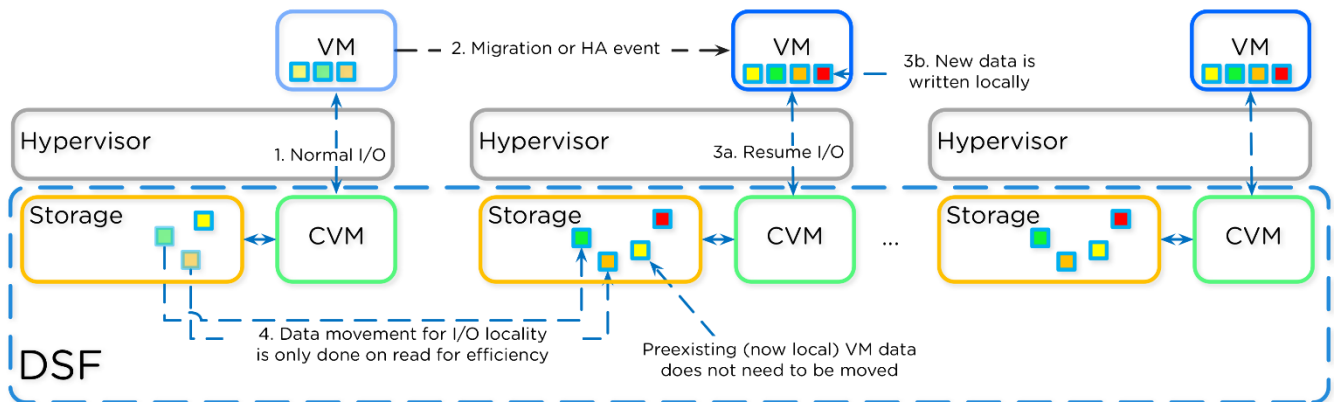 VM
2. Migration or HA event
VM
3b. New data is
written locally
VM
Hypervisor
1. Normal I/O
Hypervisor
3a. Resume I/O
Hypervisor
Storage
CVM
Storage
CVM
...
Storage
CVM
4. Data movement for I/O locality
is only done on read for efficiency
Preexisting (now local) VM data
does not need to be moved
DSF